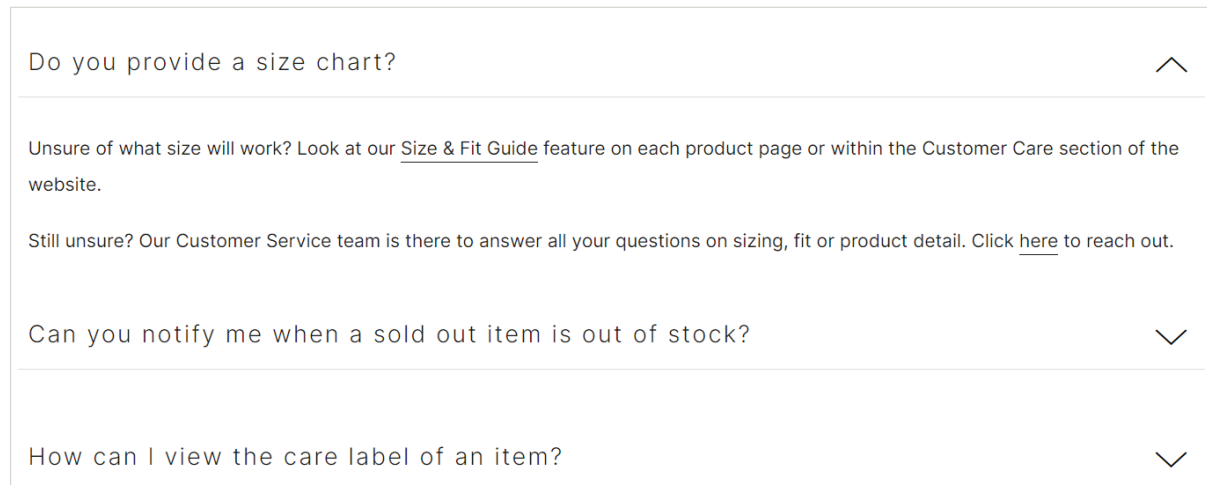 Do you provide a size chart?
Unsure of what size will work? Look at our Size & Fit Guide feature on each product page or within the Customer Care section of the
website.
Still unsure? Our Customer Service team is there to answer all your questions on sizing, fit or product detail. Click here to reach out.
Can you notify me when a sold out item is out of stock?
How can I view the care label of an item?